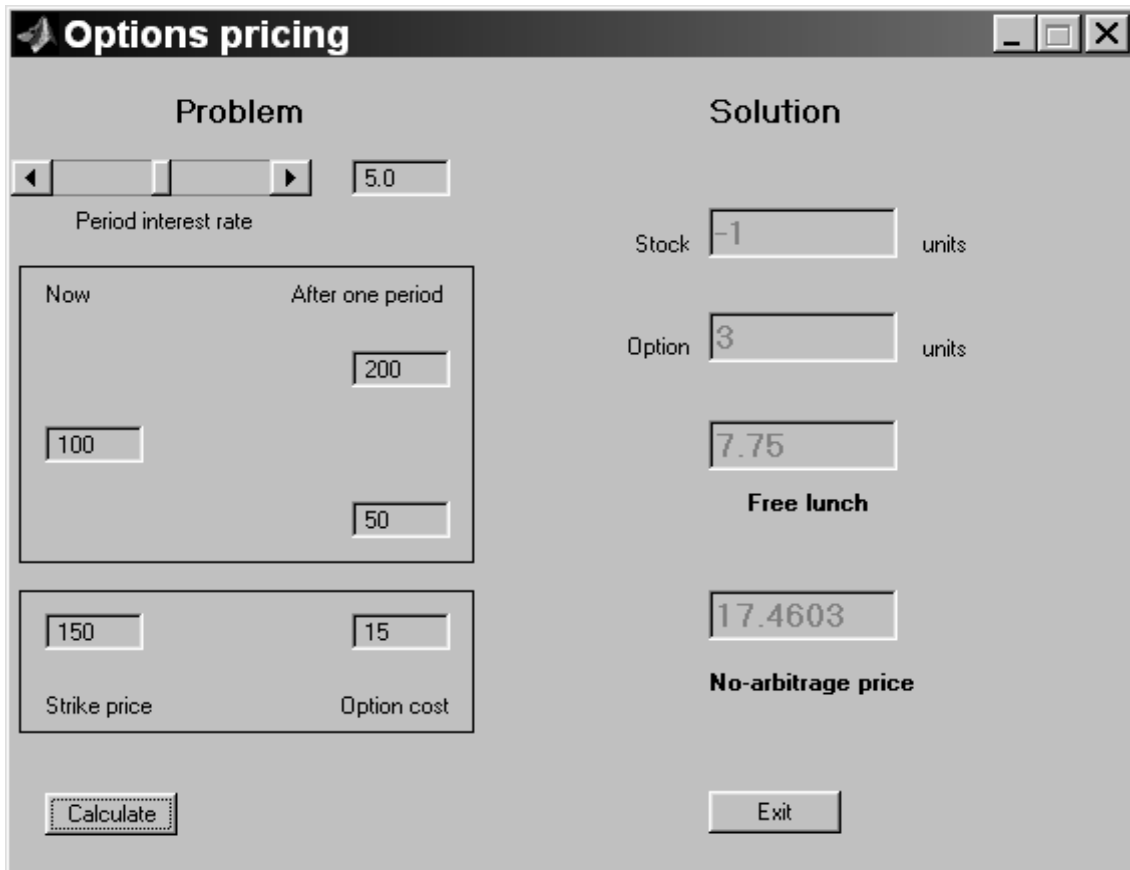 Options pricing
Problem
Solution
5.0
Period interest rate
Stock -1 units
Now After one period
Option 3 units
200
100
7.75
Free lunch
50
150 15
17.4603
No-arbitrage price
Strike price Option cost
Calculate
Exit